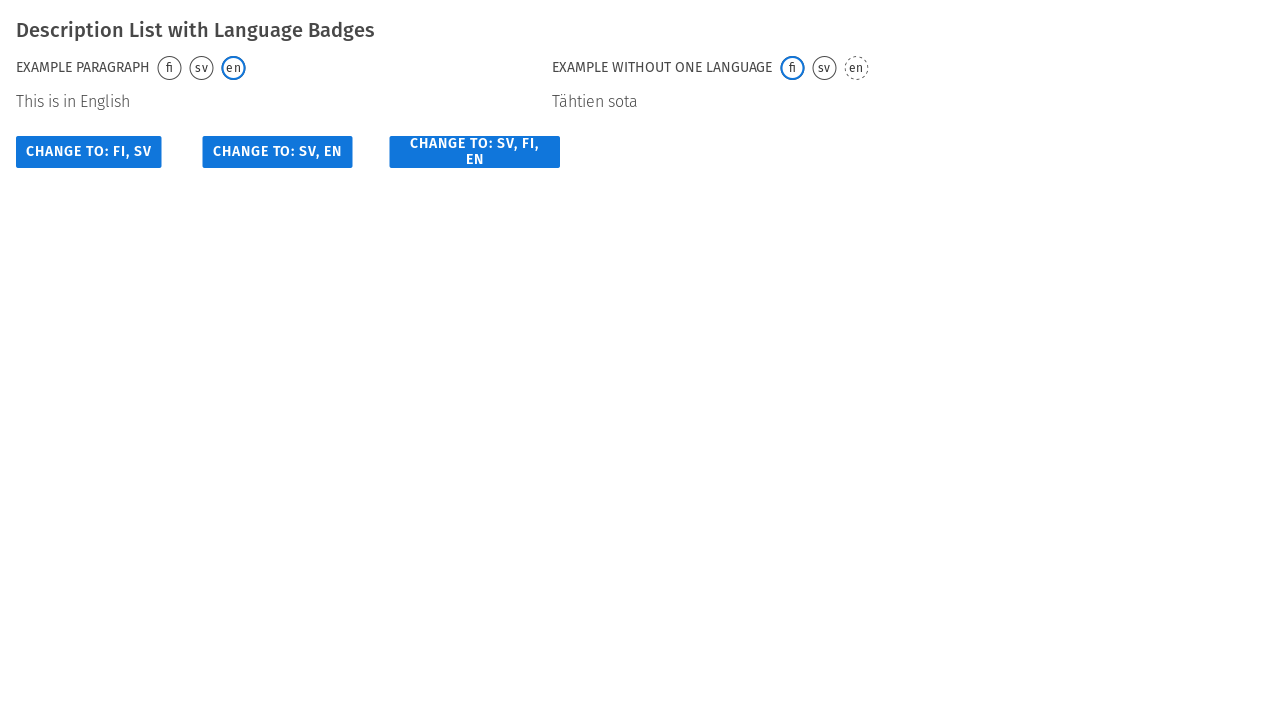 Description List with Language Badges
EXAMPLE PARAGRAPH fi sv en
This is in English
EXAMPLE WITHOUT ONE LANGUAGE fi sv en
Tähtien sota
CHANGE TO: FI, SV
CHANGE TO: SV, EN
CHANGE TO: SV, FI,
EN